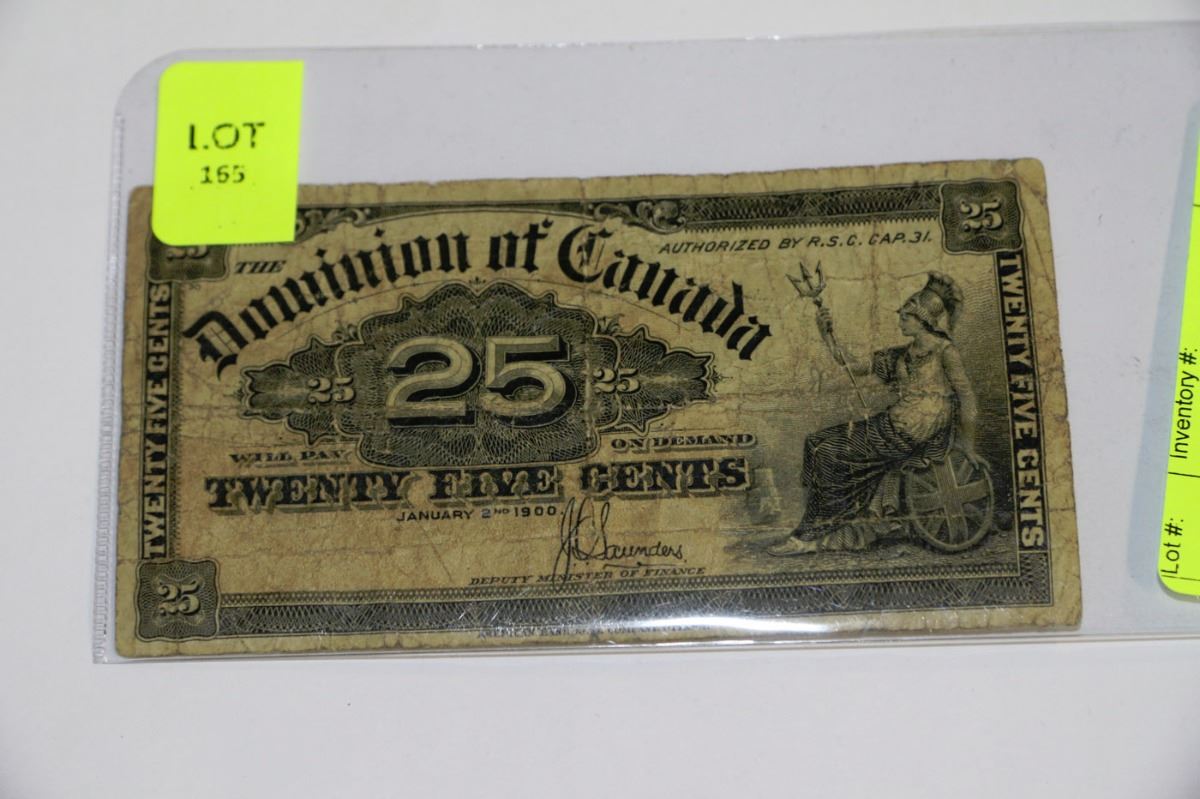 LOT
165
THE
Dominion of Canada
AUTHORIZED BY R.S.C. CAP. 31.
25
25
25
25
25
WILL PAY
ON DEMAND
TWENTY FIVE CENTS
JANUARY 2ND 1900.
J C Saunders
DEPUTY MINISTER OF FINANCE
TWENTY FIVE CENTS
TWENTY FIVE CENTS
Lot #:
Inventory #: